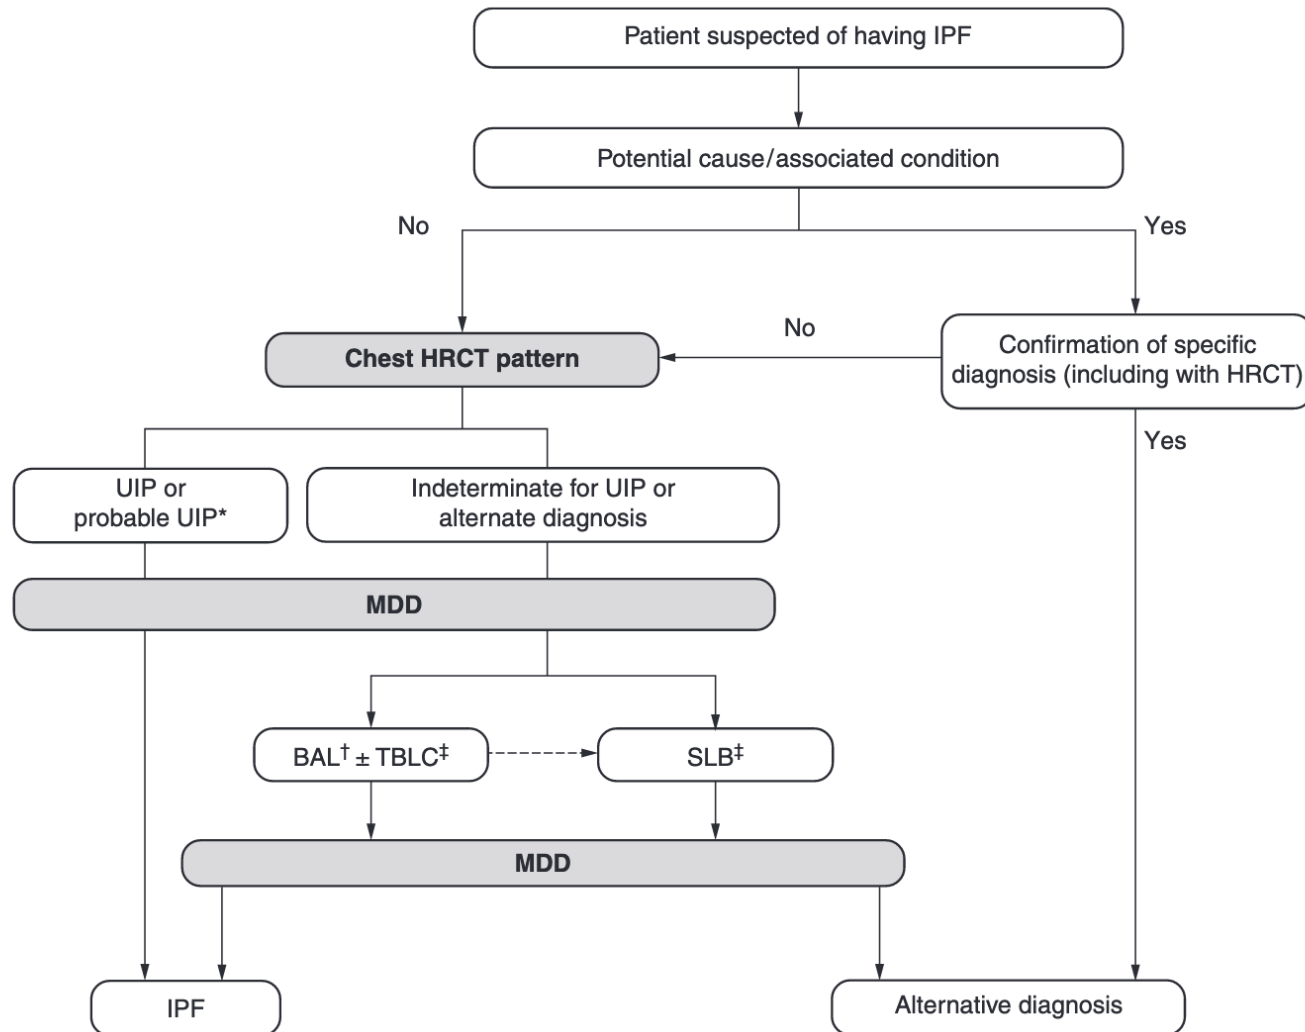 Patient suspected of having IPF
Potential cause/associated condition
No
Yes
No
Chest HRCT pattern
Confirmation of specific
diagnosis (including with HRCT)
Yes
UIP or
probable UIP*
Indeterminate for UIP or
alternate diagnosis
MDD
BAL† ± TBLC‡
SLB‡
MDD
IPF
Alternative diagnosis